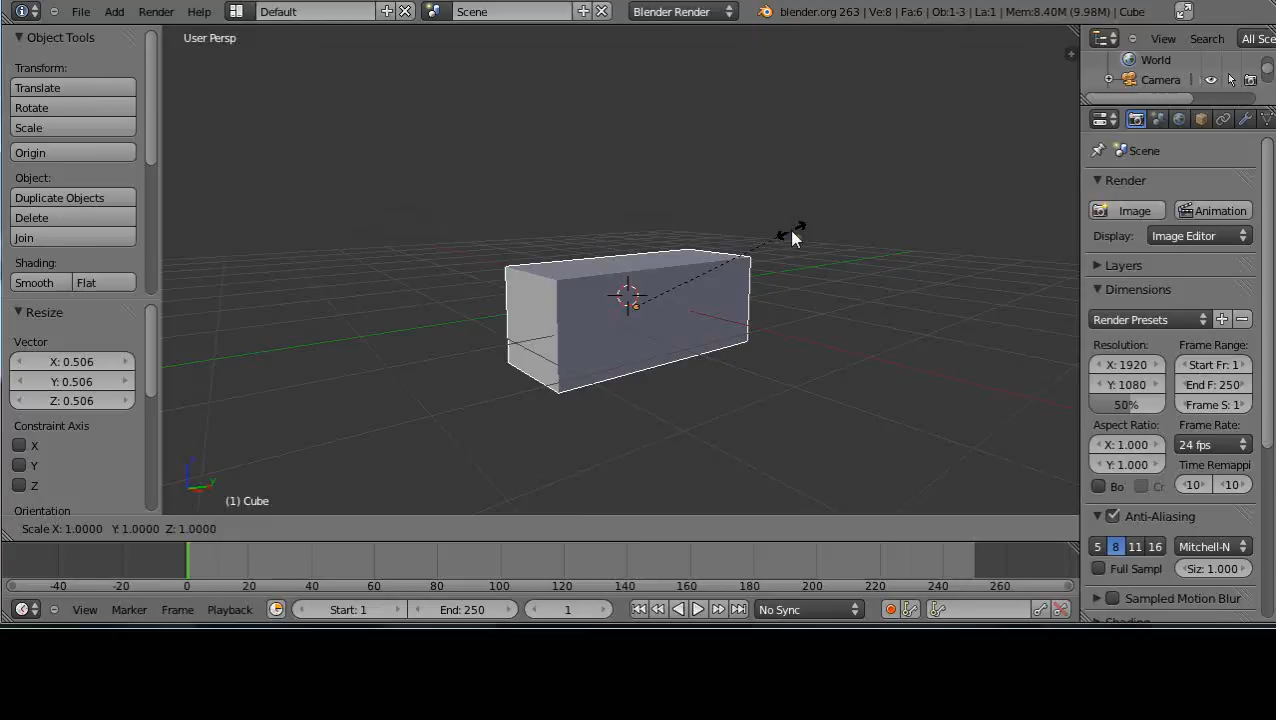 File Add Render Help Default Scene Blender Render blender.org 263 | Ve:8 | Fa:6 | Ob:1-3 | La:1 | Mem:8.40M (9.98M) | Cube
Object Tools
Transform:
Translate
Rotate
Scale
Origin
Object:
Duplicate Objects
Delete
Join
Shading:
Smooth Flat
Resize
Vector
X: 0.506
Y: 0.506
Z: 0.506
Constraint Axis
X
Y
Z
Orientation
User Persp
(1) Cube
Scale X: 1.0000 Y: 1.0000 Z: 1.0000
-40 -20 0 20 40 60 80 100 120 140 160 180 200 220 240 260
View Marker Frame Playback Start: 1 End: 250 1 No Sync
View Search All Sce
World
Camera
Scene
Render
Image Animation
Display: Image Editor
Layers
Dimensions
Render Presets
Resolution: Frame Range:
X: 1920 Start Fr: 1
Y: 1080 End F: 250
50% Frame S: 1
Aspect Ratio: Frame Rate:
X: 1.000 24 fps
Y: 1.000 Time Remappi
Bo Cr 10 10
Anti-Aliasing
5 8 11 16 Mitchell-N
Full Sampl Siz: 1.000
Sampled Motion Blur